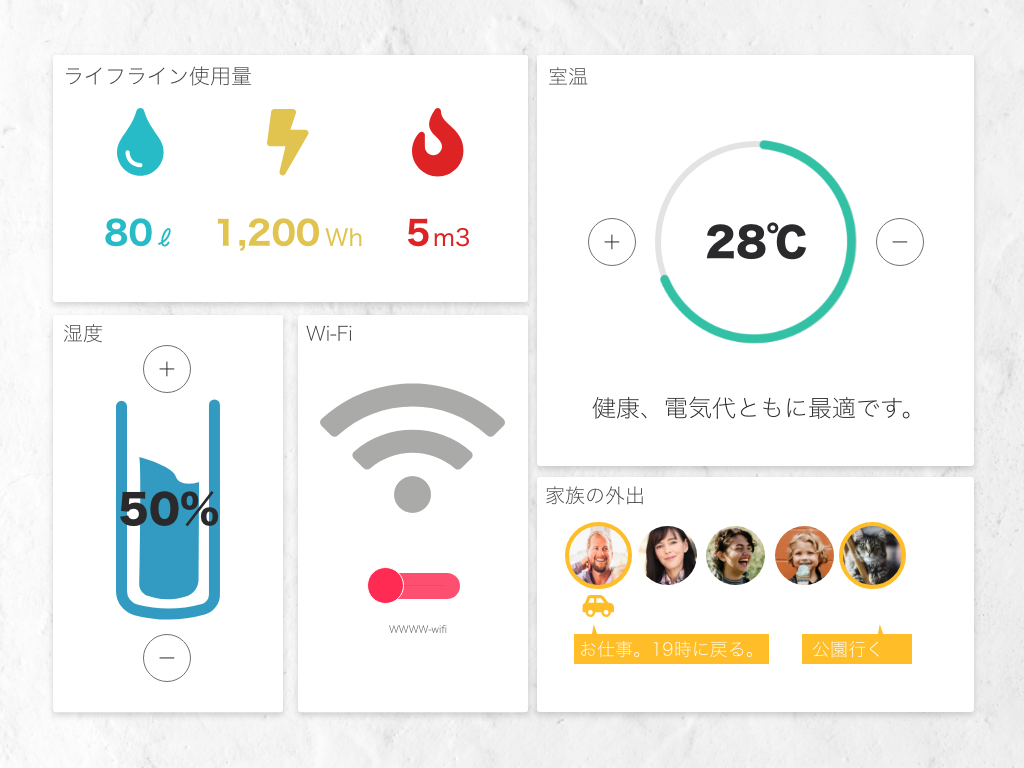 ライフライン使用量
80ℓ
1,200 Wh
5 m3
室温
+
28℃
−
健康、電気代ともに最適です。
湿度
+
50%
−
Wi-Fi
WWWW-wifi
家族の外出
お仕事。19時に戻る。
公園行く